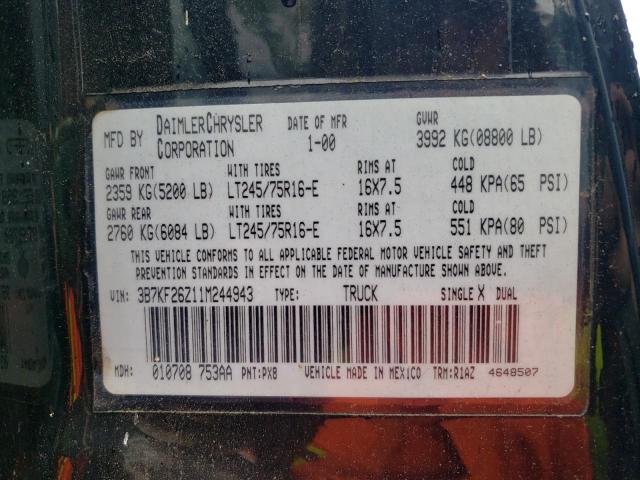 MFD BY DAIMLERCHRYSLER CORPORATION DATE OF MFR 1-00 GVWR 3992 KG(08800 LB)
GAWR FRONT WITH TIRES RIMS AT COLD
2359 KG(5200 LB) LT245/75R16-E 16X7.5 448 KPA(65 PSI)
GAWR REAR WITH TIRES RIMS AT COLD
2760 KG(6084 LB) LT245/75R16-E 16X7.5 551 KPA(80 PSI)
THIS VEHICLE CONFORMS TO ALL APPLICABLE FEDERAL MOTOR VEHICLE SAFETY AND THEFT
PREVENTION STANDARDS IN EFFECT ON THE DATE OF MANUFACTURE SHOWN ABOVE.
VIN: 3B7KF26Z11M244943 TYPE: TRUCK SINGLE X DUAL
MDH: 010708 753AA PNT:PX8 VEHICLE MADE IN MEXICO TRM:R1AZ 4648507